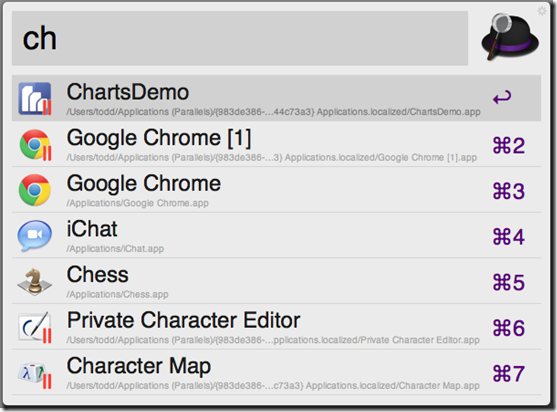 ch
ChartsDemo
/Users/todd/Applications (Parallels)/{983de386-...44c73a3} Applications.localized/ChartsDemo.app
↩
Google Chrome [1]
/Users/todd/Applications (Parallels)/{983de386-...3} Applications.localized/Google Chrome [1].app
⌘2
Google Chrome
/Applications/Google Chrome.app
⌘3
iChat
/Applications/iChat.app
⌘4
Chess
/Applications/Chess.app
⌘5
Private Character Editor
/Users/todd/Applications (Parallels)/{983de386-...pplications.localized/Private Character Editor.app
⌘6
Character Map
/Users/todd/Applications (Parallels)/{983de386-...c73a3} Applications.localized/Character Map.app
⌘7